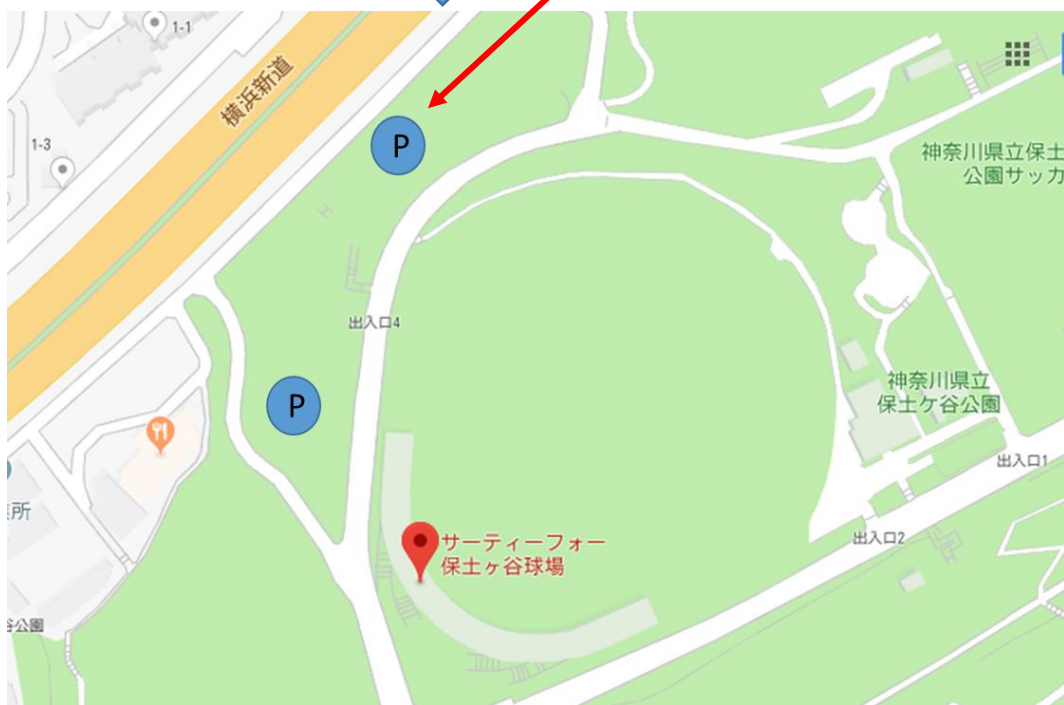 1-1
横浜新道
P
1-3
神奈川県立保土
公園サッカ
出入口4
神奈川県立
保土ケ谷公園
P
出入口1
所
サーティーフォー
保土ヶ谷球場
出入口2
谷公園